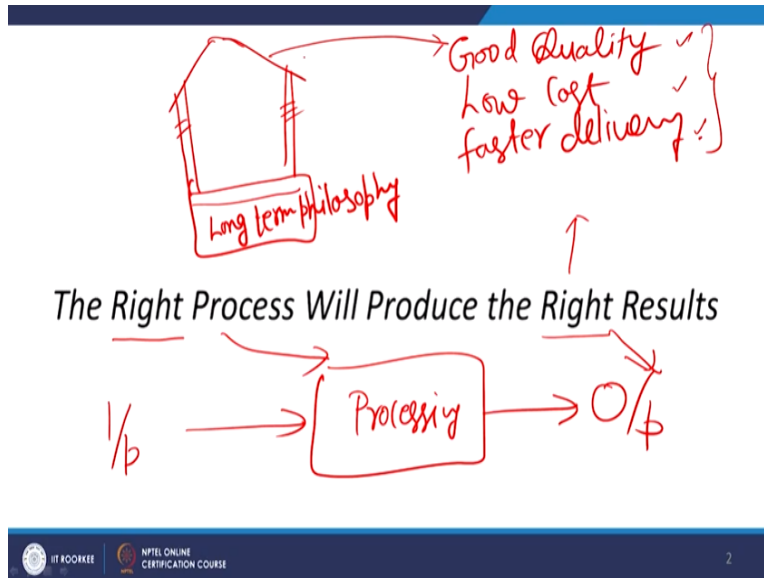 Good Quality
Low Cost
faster delivery
Long term philosophy
The Right Process Will Produce the Right Results
I/p
Processing
O/p
IIT ROORKEE
NPTEL ONLINE
CERTIFICATION COURSE
2